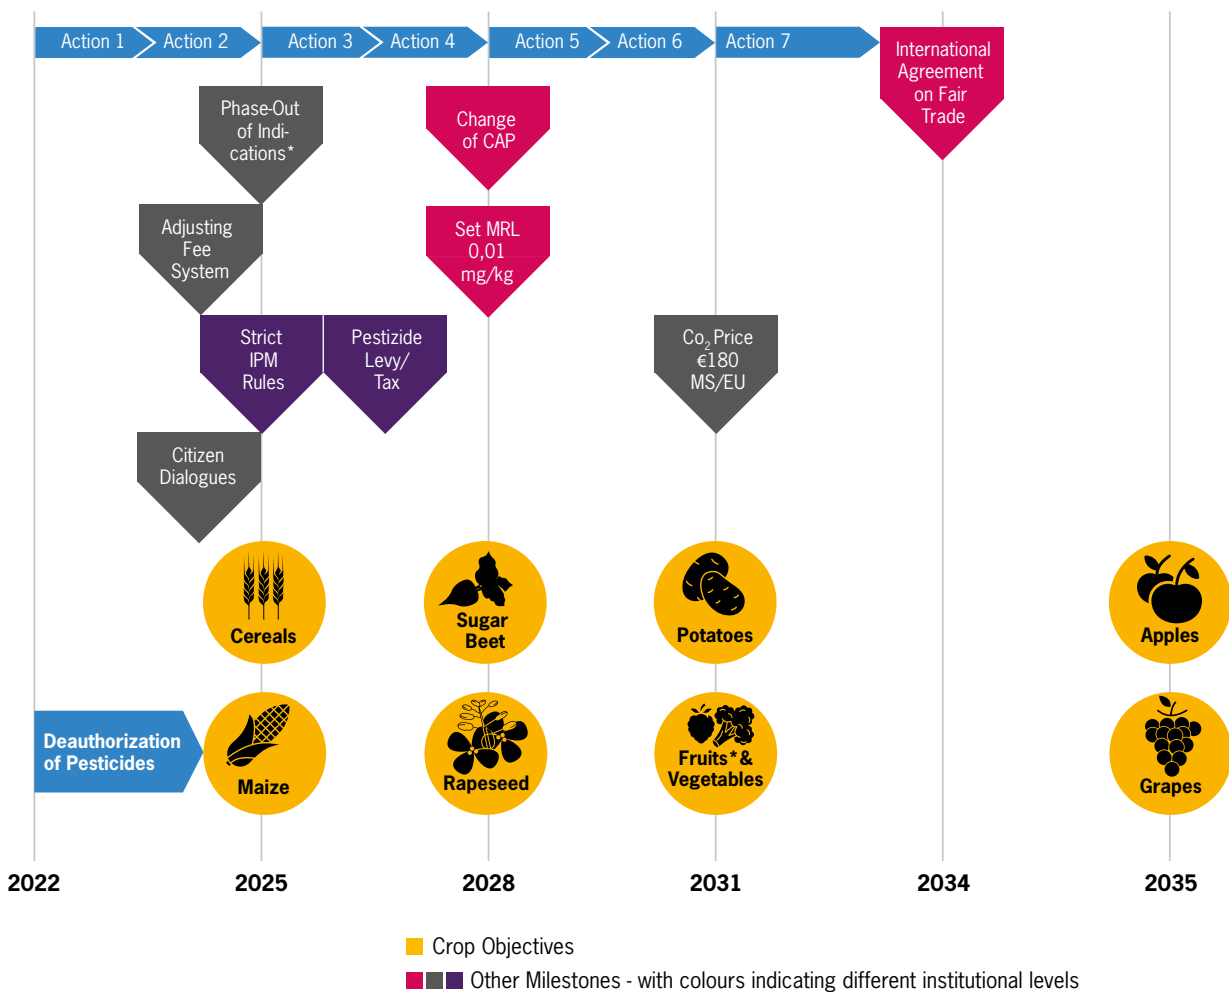 Action 1
Action 2
Action 3
Action 4
Action 5
Action 6
Action 7
International
Agreement
on Fair
Trade
Phase-Out
of Indi-
cations*
Change
of CAP
Adjusting
Fee
System
Set MRL
0,01
mg/kg
Strict
IPM
Rules
Pestizide
Levy/
Tax
Co₂ Price
€180
MS/EU
Citizen
Dialogues
Cereals
Sugar
Beet
Potatoes
Apples
Deauthorization
of Pesticides
Maize
Rapeseed
Fruits* &
Vegetables
Grapes
2022
2025
2028
2031
2034
2035
Crop Objectives
Other Milestones - with colours indicating different institutional levels